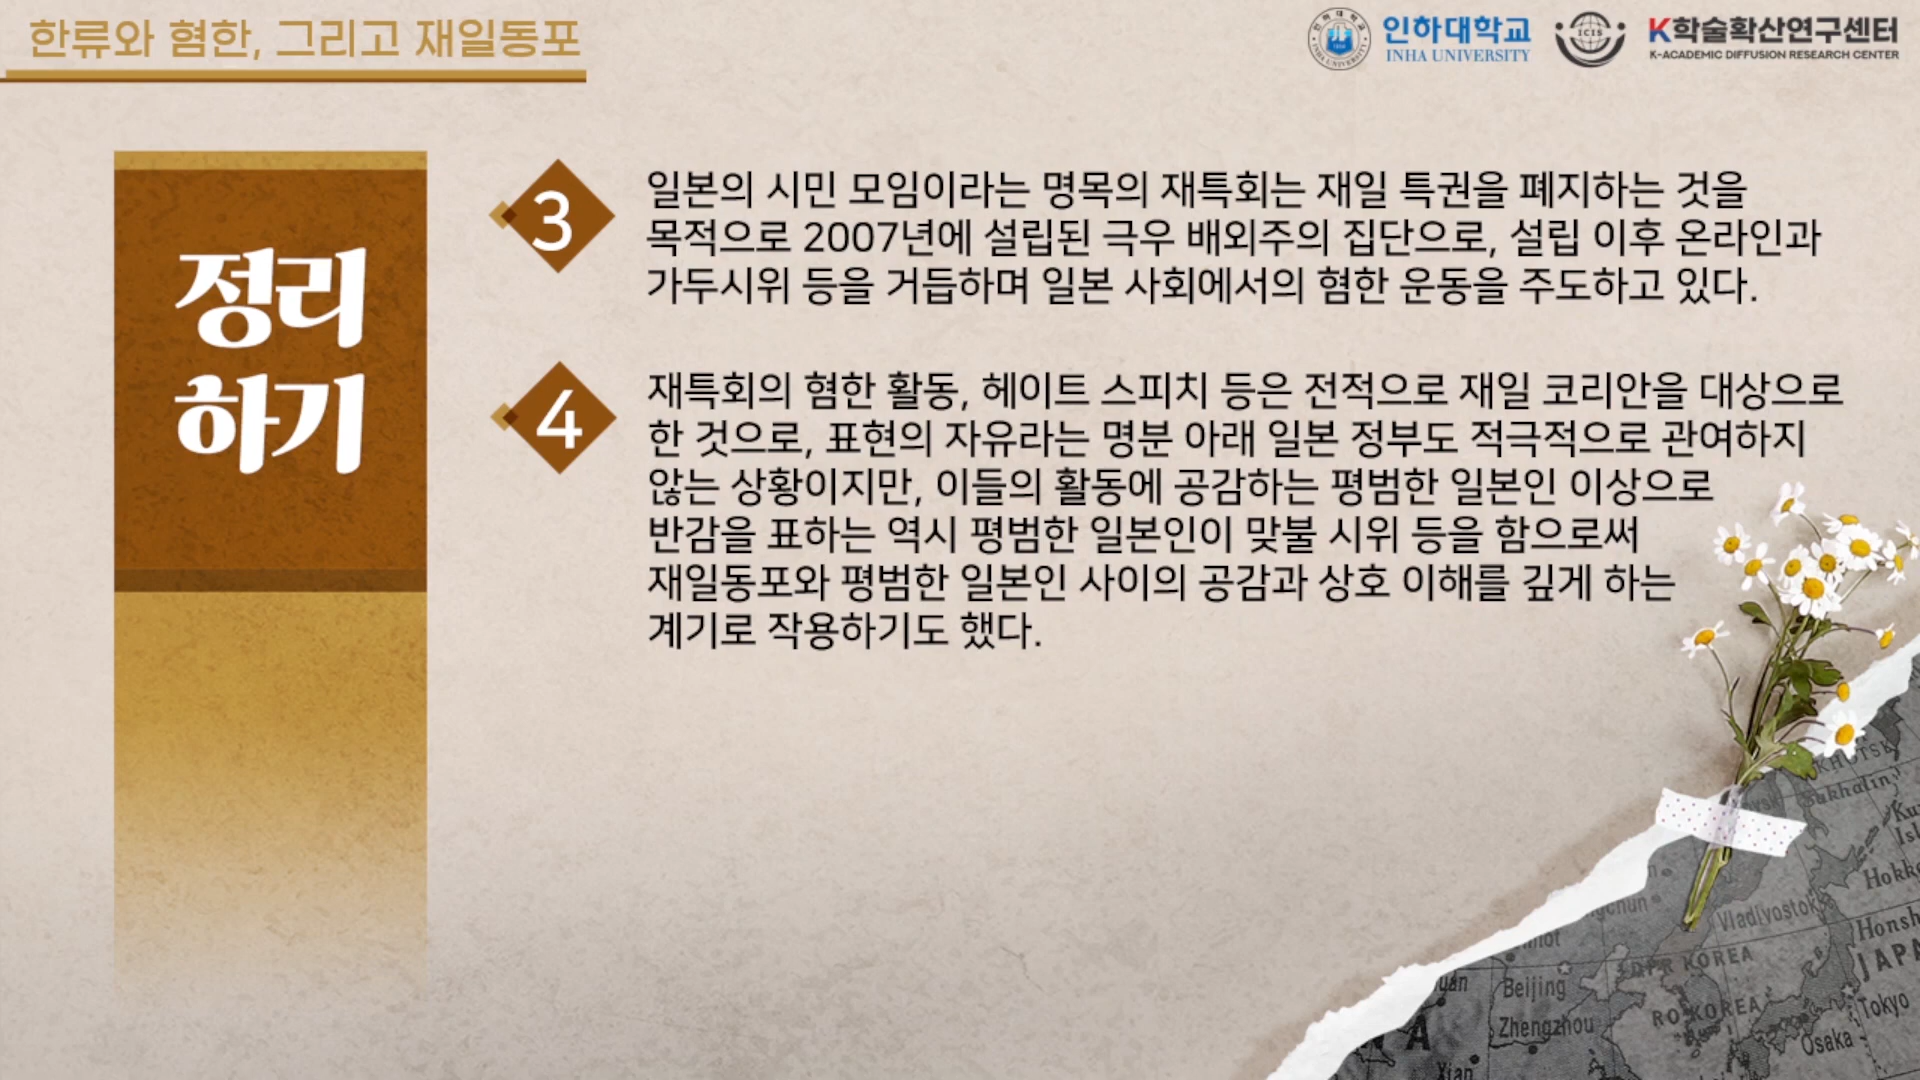 한류와 혐한, 그리고 재일동포
인하대학교
INHA UNIVERSITY
ICIS
K학술확산연구센터
K-ACADEMIC DIFFUSION RESEARCH CENTER
정리
하기
3
일본의 시민 모임이라는 명목의 재특회는 재일 특권을 폐지하는 것을
목적으로 2007년에 설립된 극우 배외주의 집단으로, 설립 이후 온라인과
가두시위 등을 거듭하며 일본 사회에서의 혐한 운동을 주도하고 있다.
4
재특회의 혐한 활동, 헤이트 스피치 등은 전적으로 재일 코리안을 대상으로
한 것으로, 표현의 자유라는 명분 아래 일본 정부도 적극적으로 관여하지
않는 상황이지만, 이들의 활동에 공감하는 평범한 일본인 이상으로
반감을 표하는 역시 평범한 일본인이 맞불 시위 등을 함으로써
재일동포와 평범한 일본인 사이의 공감과 상호 이해를 깊게 하는
계기로 작용하기도 했다.
Sakhalin
Vladivostok
DPR KOREA
JAPA
Beijing
RO KOREA
Tokyo
Zhengzhou
Osaka
Xian